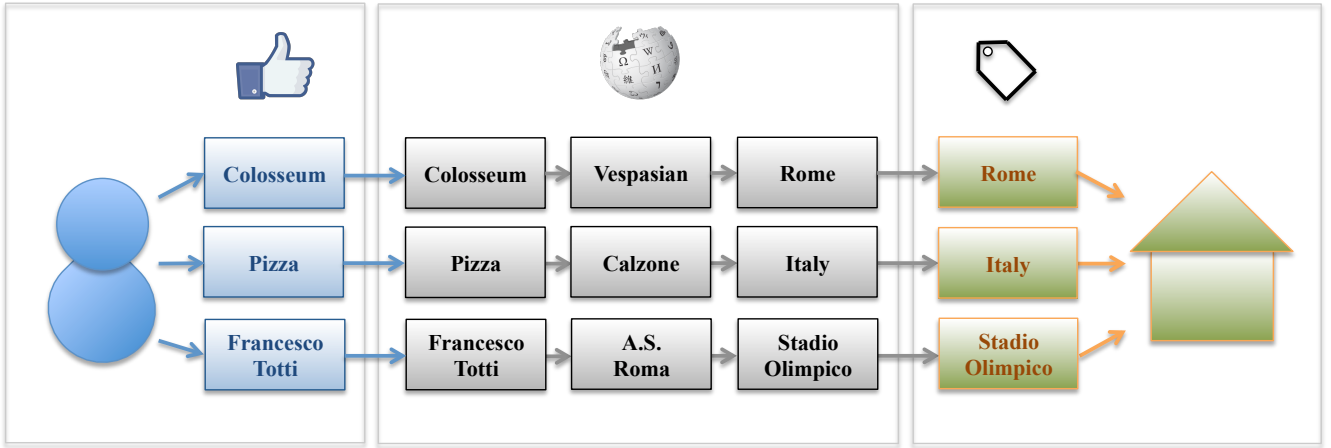 Colosseum
Colosseum
Vespasian
Rome
Rome
Pizza
Pizza
Calzone
Italy
Italy
Francesco
Totti
Francesco
Totti
A.S.
Roma
Stadio
Olimpico
Stadio
Olimpico
Ω
W
維
И